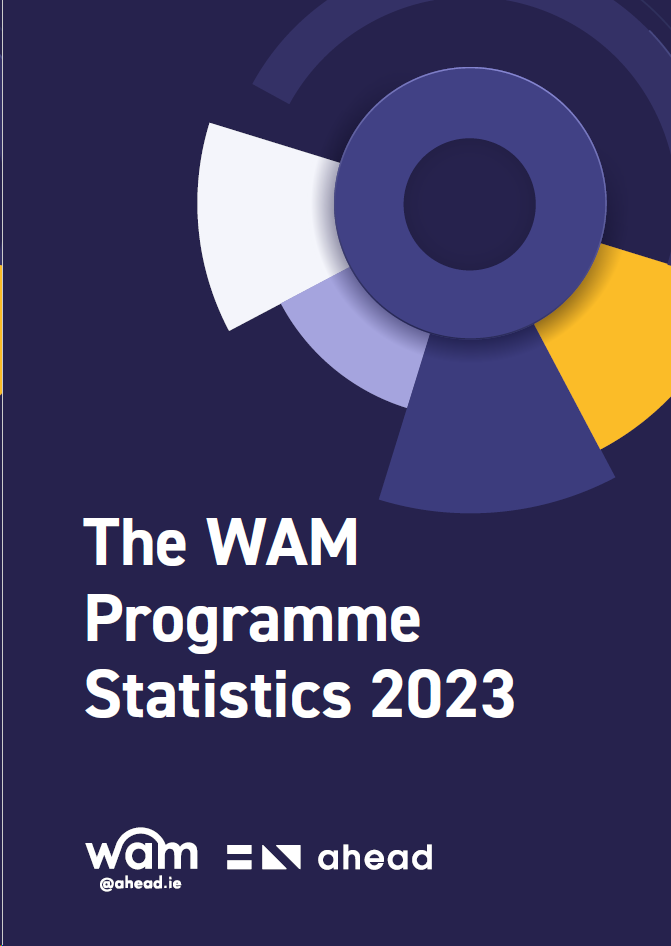 The WAM
Programme
Statistics 2023
wam
@ahead.ie
ahead